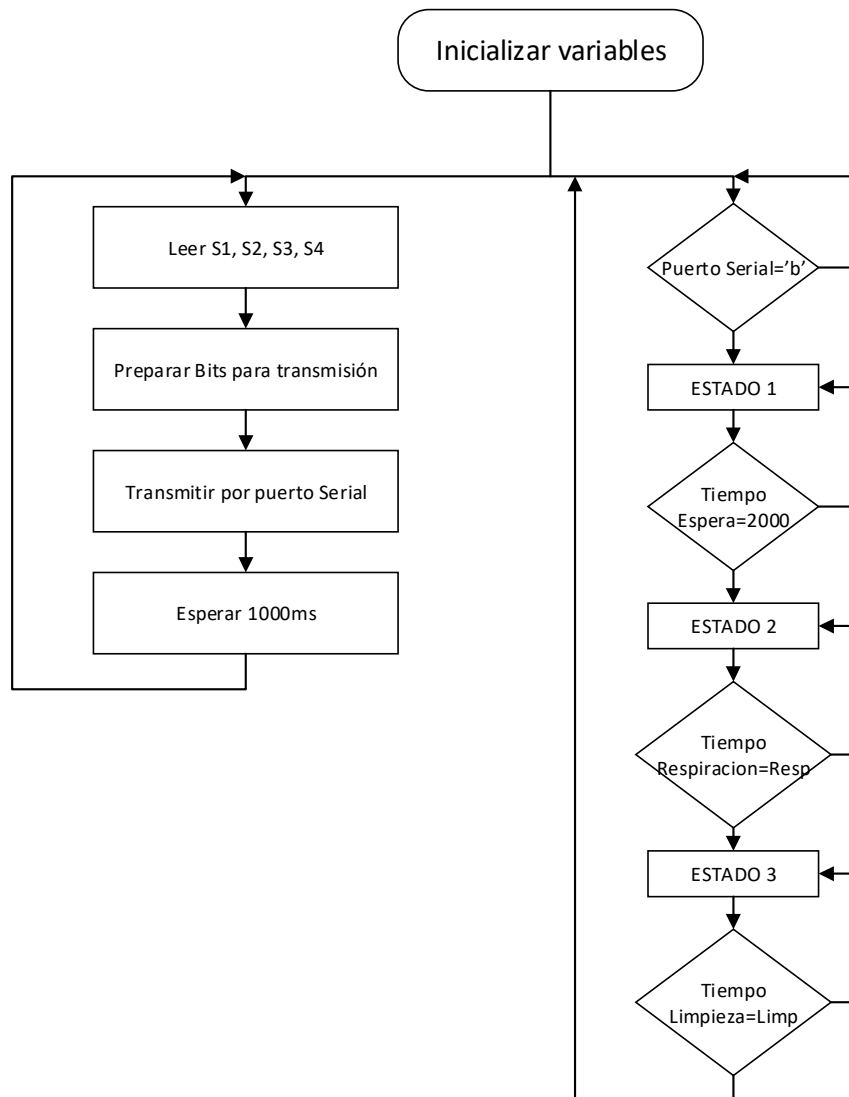 Inicializar variables
Leer S1, S2, S3, S4
Preparar Bits para transmisión
Transmitir por puerto Serial
Esperar 1000ms
Puerto Serial=’b’
ESTADO 1
Tiempo
Espera=2000
ESTADO 2
Tiempo
Respiracion=Resp
ESTADO 3
Tiempo
Limpieza=Limp